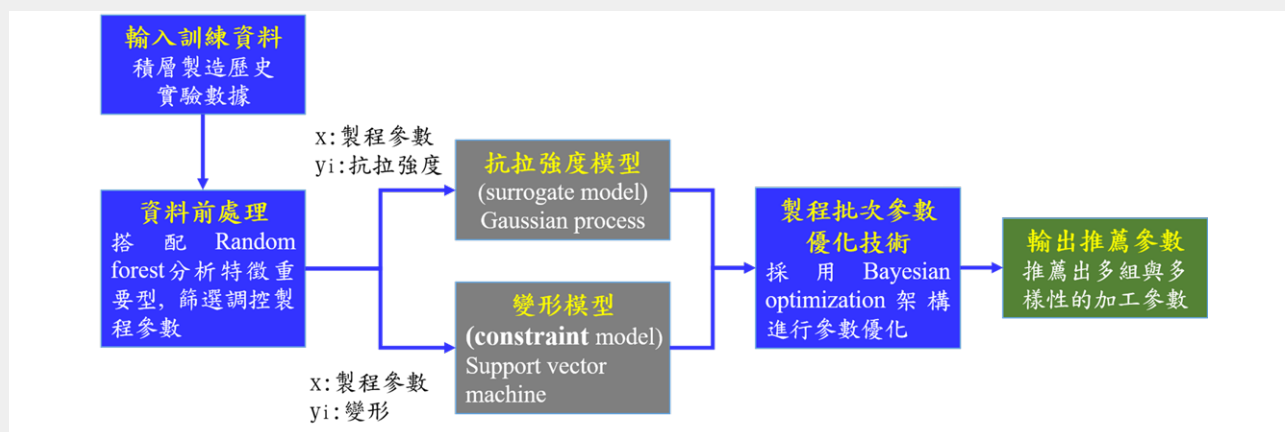 輸入訓練資料
積層製造歷史
實驗數據
資料前處理
搭配 Random
forest分析特徵重
要型, 篩選調控製
程參數
x:製程參數
yi:抗拉強度
抗拉強度模型
(surrogate model)
Gaussian process
x:製程參數
yi:變形
變形模型
(constraint model)
Support vector
machine
製程批次參數
優化技術
採用 Bayesian
optimization 架構
進行參數優化
輸出推薦參數
推薦出多組與多
樣性的加工參數